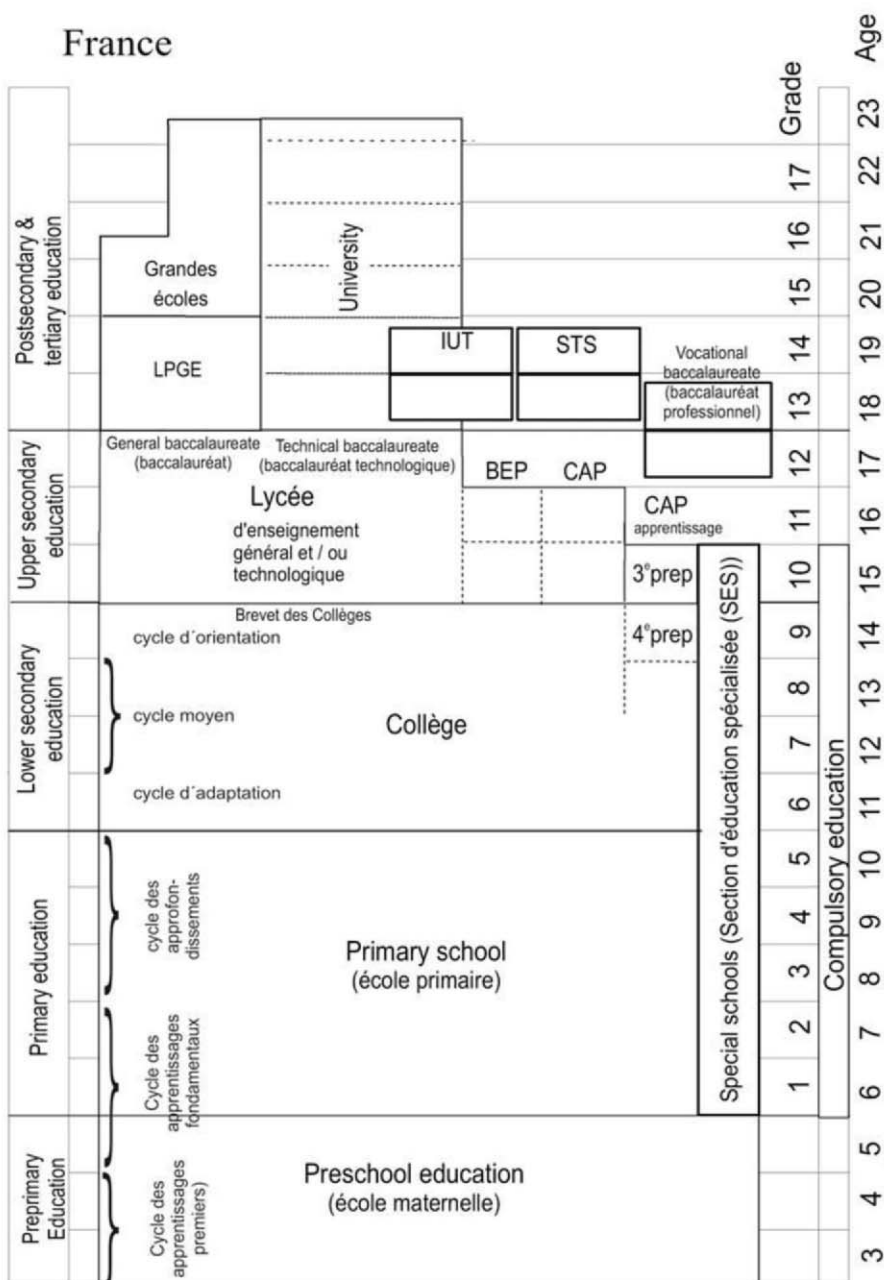 France
Grade
Age
Postsecondary &
tertiary education
Upper secondary
education
Lower secondary
education
Primary education
Preprimary
Education
Grandes
écoles
University
LPGE
IUT
STS
Vocational
baccalaureate
(baccalauréat
professionnel)
General baccalaureate
(baccalauréat)
Technical baccalaureate
(baccalauréat technologique)
BEP
CAP
Lycée
d'enseignement
général et / ou
technologique
CAP
apprentissage
3e prep
Brevet des Collèges
cycle d´orientation
4e prep
cycle moyen
Collège
cycle d´adaptation
Special schools (Section d'éducation spécialisée (SES))
Compulsory education
cycle des
approfon-
dissements
Primary school
(école primaire)
Cycle des
apprentissages
fondamentaux
Preschool education
(école maternelle)
Cycle des
apprentissages
premiers)
17
16
15
14
13
12
11
10
9
8
7
6
5
4
3
2
1
23
22
21
20
19
18
17
16
15
14
13
12
11
10
9
8
7
6
5
4
3